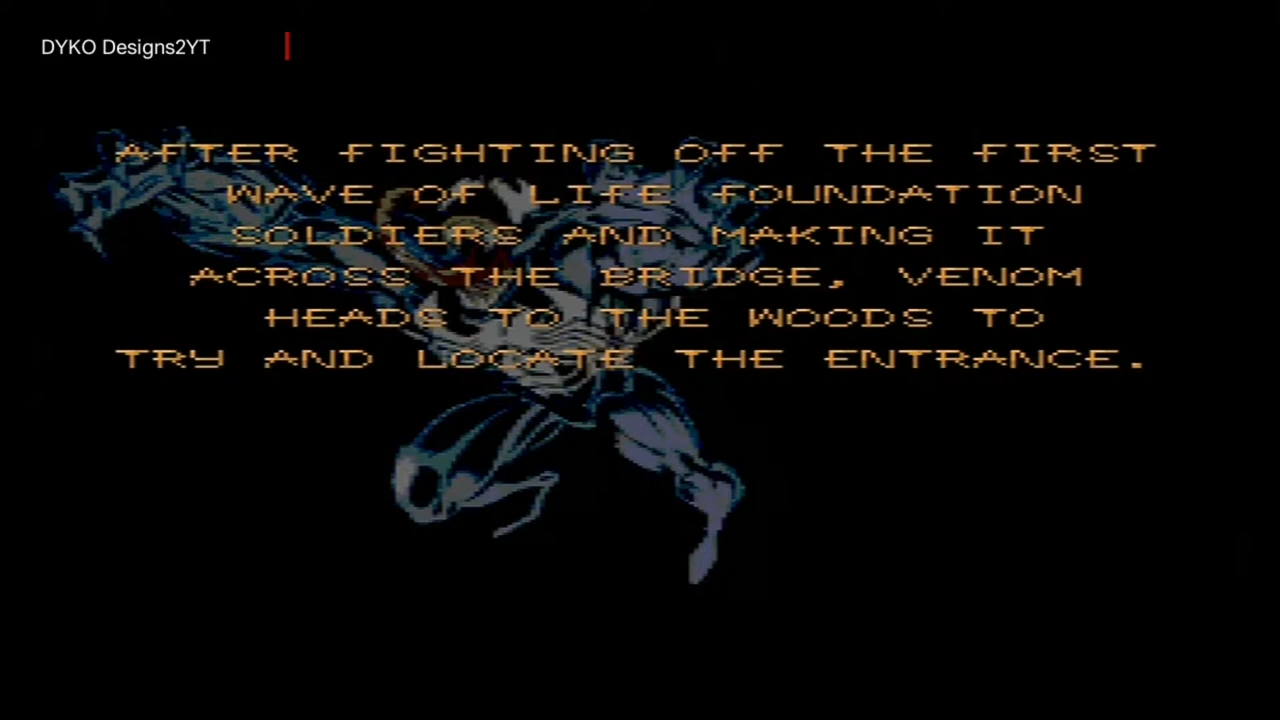 DYKO Designs2YT
AFTER FIGHTING OFF THE FIRST
WAVE OF LIFE FOUNDATION
SOLDIERS AND MAKING IT
ACROSS THE BRIDGE, VENOM
HEADS TO THE WOODS TO
TRY AND LOCATE THE ENTRANCE.